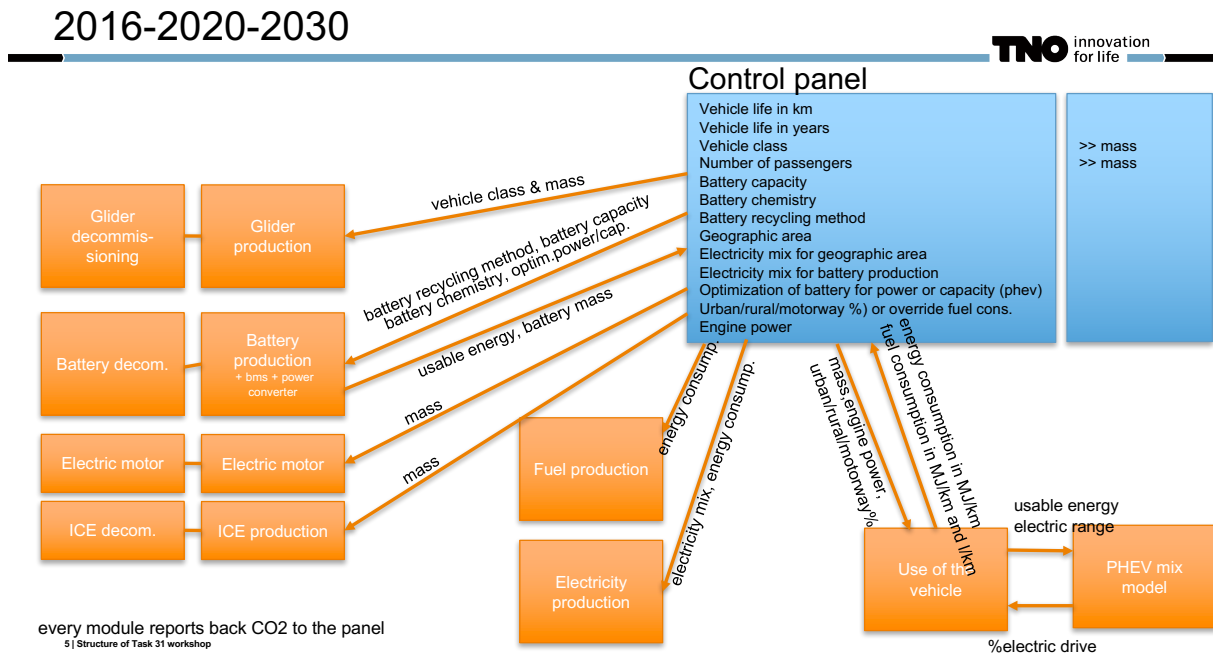 2016-2020-2030
TNO innovation
for life
Control panel
Vehicle life in km
Vehicle life in years
Vehicle class
Number of passengers
Battery capacity
Battery chemistry
Battery recycling method
Geographic area
Electricity mix for geographic area
Electricity mix for battery production
Optimization of battery for power or capacity (phev)
Urban/rural/motorway %) or override fuel cons.
Engine power
>> mass
>> mass
vehicle class & mass
Glider
decommis-
sioning
Glider
production
battery recycling method, battery capacity
battery chemistry, optim.power/cap.
usable energy, battery mass
Battery decom.
Battery
production
+ bms + power
converter
mass
Electric motor
Electric motor
mass
ICE decom.
ICE production
energy consump.
Fuel production
electricity mix, energy consump.
Electricity
production
mass,engine power,
urban/rural/motorway%
energy consumption in MJ/km
fuel consumption in MJ/km and l/km
usable energy
electric range
Use of the
vehicle
PHEV mix
model
%electric drive
every module reports back CO2 to the panel
5 | Structure of Task 31 workshop